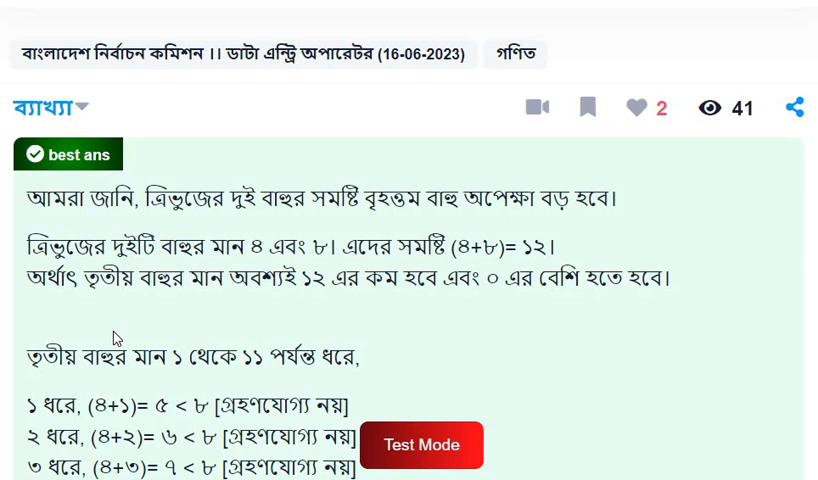 বাংলাদেশ নির্বাচন কমিশন ।। ডাটা এন্ট্রি অপারেটর (16-06-2023) গণিত
ব্যাখ্যা 2 41
best ans
আমরা জানি, ত্রিভুজের দুই বাহুর সমষ্টি বৃহত্তম বাহু অপেক্ষা বড় হবে।
ত্রিভুজের দুইটি বাহুর মান ৪ এবং ৮। এদের সমষ্টি (৪+৮)= ১২।
অর্থাৎ তৃতীয় বাহুর মান অবশ্যই ১২ এর কম হবে এবং ০ এর বেশি হতে হবে।
তৃতীয় বাহুর মান ১ থেকে ১১ পর্যন্ত ধরে,
১ ধরে, (৪+১)= ৫ < ৮ [গ্রহণযোগ্য নয়]
২ ধরে, (৪+২)= ৬ < ৮ [গ্রহণযোগ্য নয়]
৩ ধরে, (৪+৩)= ৭ < ৮ [গ্রহণযোগ্য নয়]
Test Mode